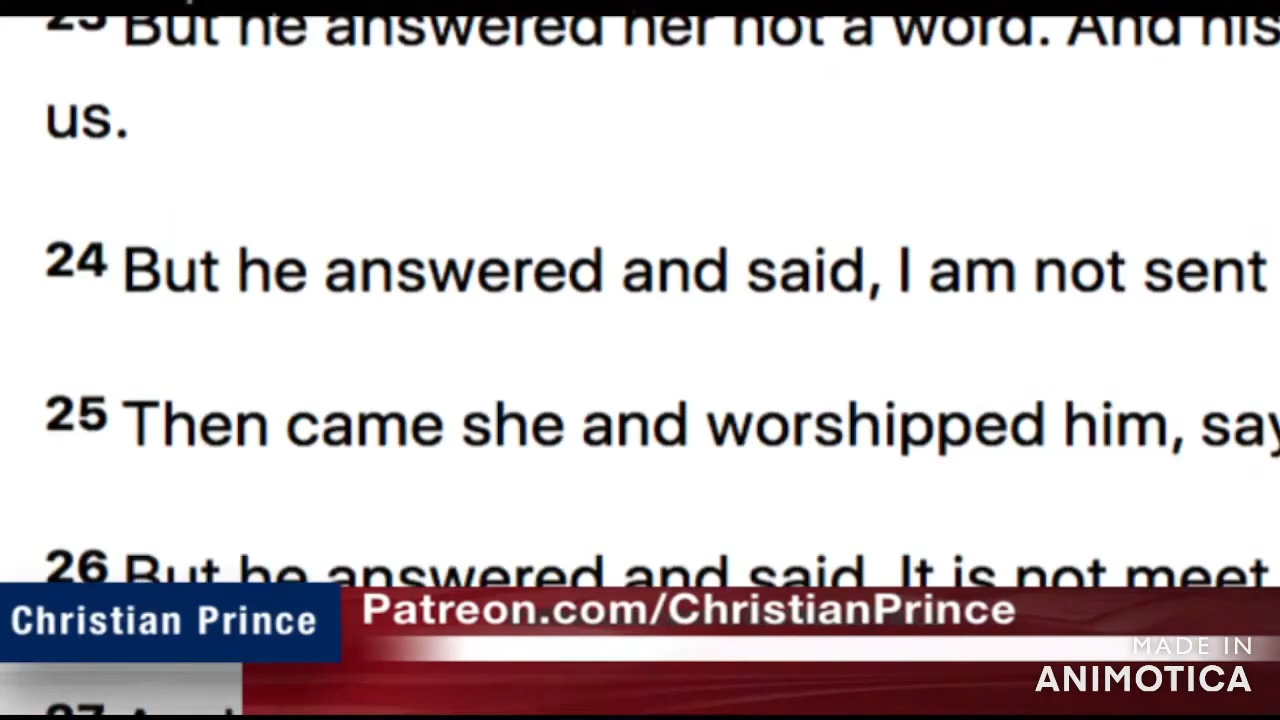 23 But he answered her not a word. And his
us.
24 But he answered and said, I am not sent
25 Then came she and worshipped him, say
26 But he answered and said, It is not meet
Christian Prince
Patreon.com/ChristianPrince
MADE IN
ANIMOTICA
27